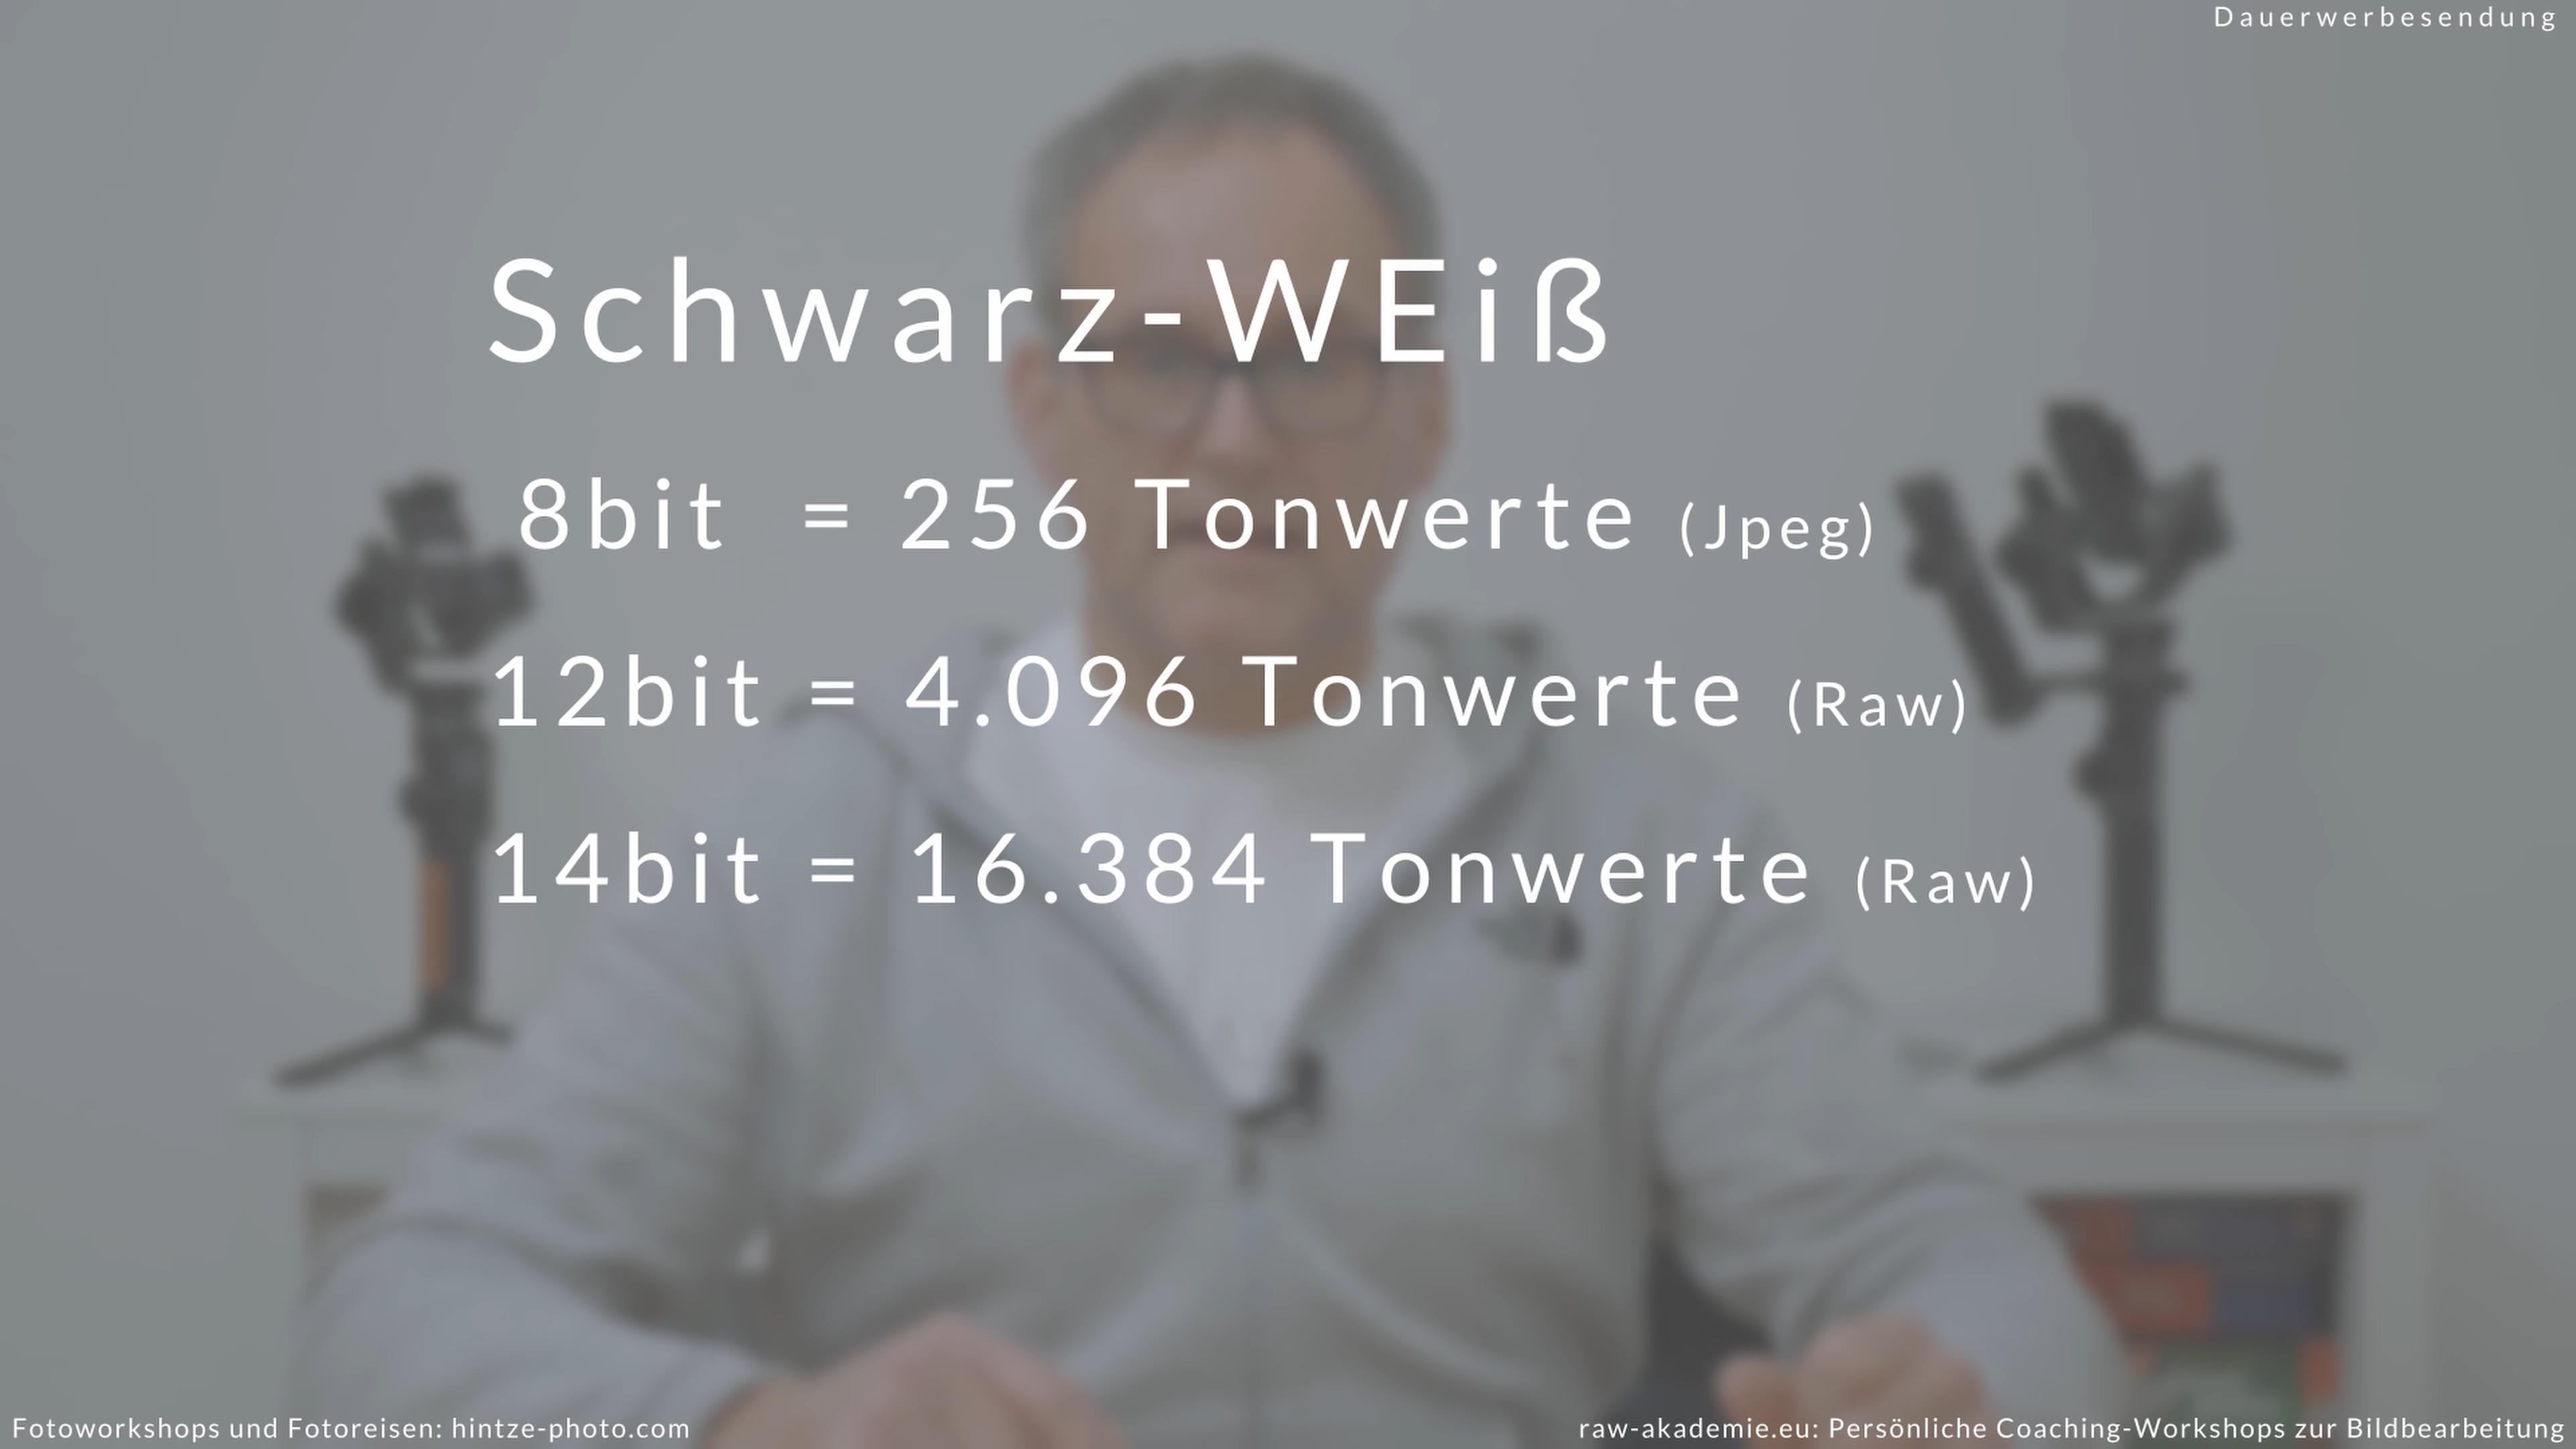 Dauerwerbesendung
Schwarz-WEiß
8bit = 256 Tonwerte (Jpeg)
12bit = 4.096 Tonwerte (Raw)
14bit = 16.384 Tonwerte (Raw)
Fotoworkshops und Fotoreisen: hintze-photo.com
raw-akademie.eu: Persönliche Coaching-Workshops zur Bildbearbeitung